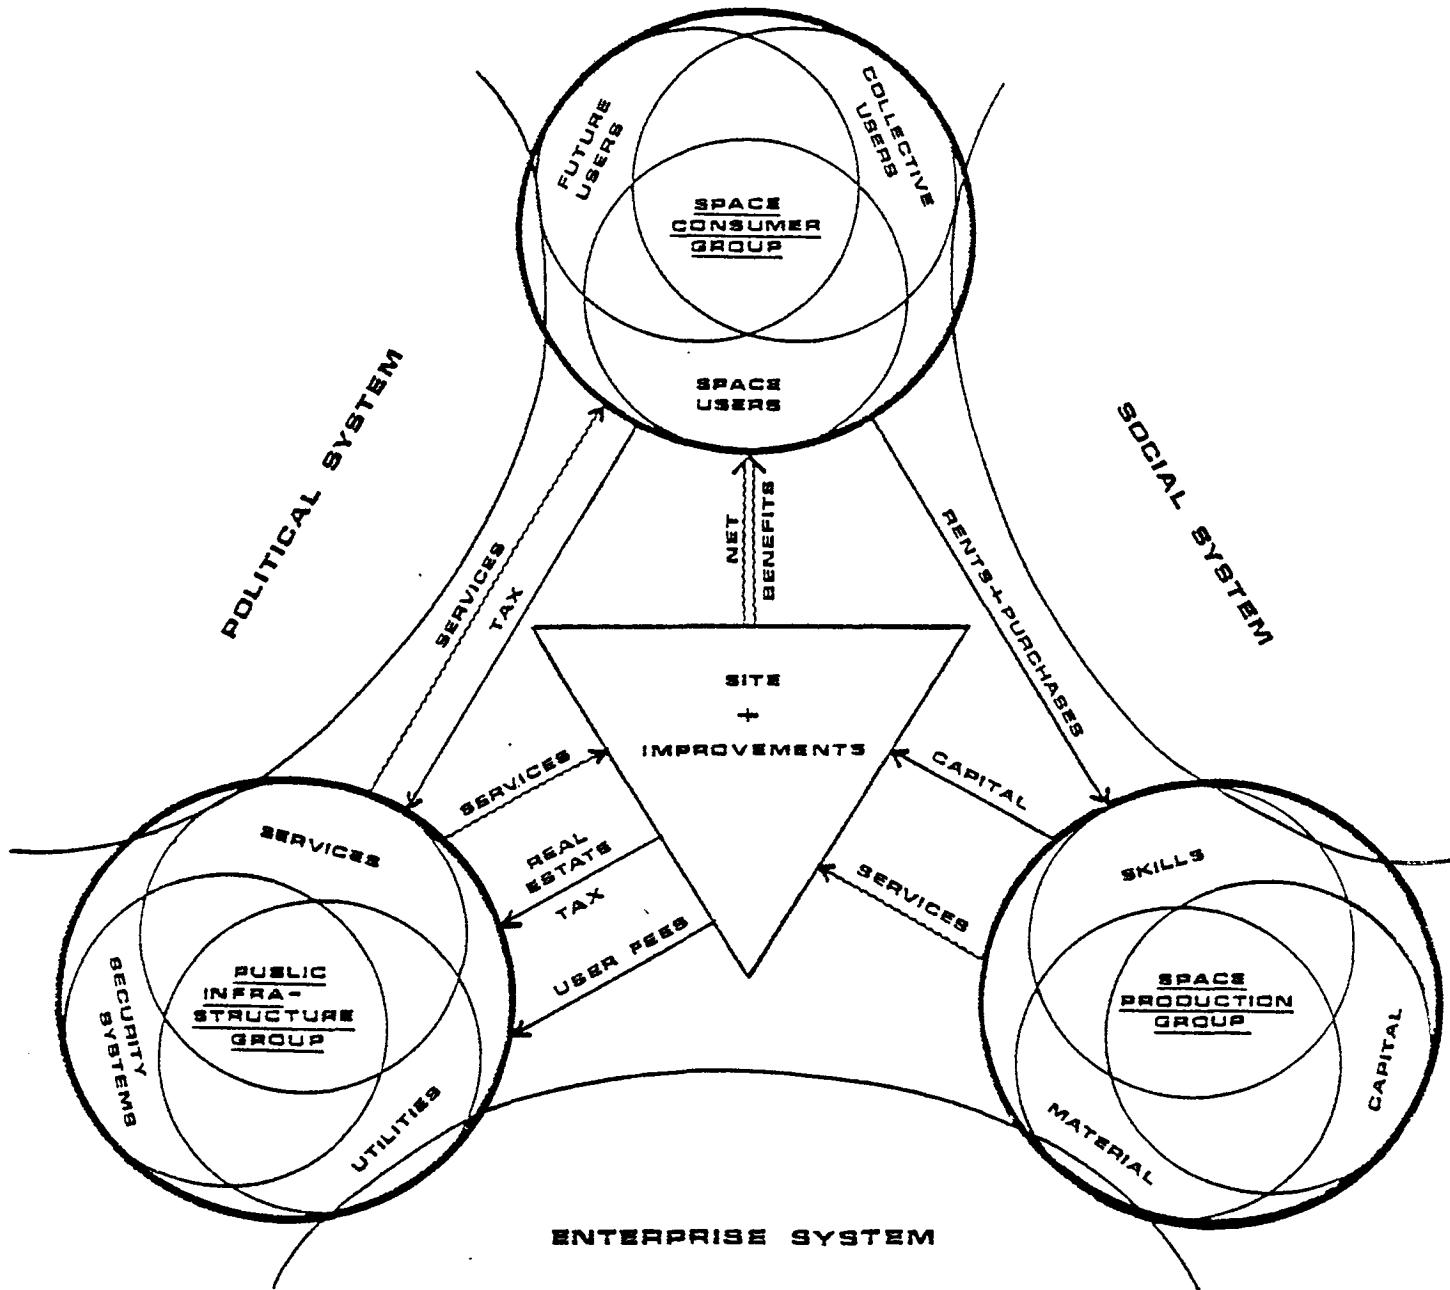 FUTURE
USERS
COLLECTIVE
USERS
SPACE
CONSUMER
GROUP
SPACE
USERS
POLITICAL SYSTEM
SOCIAL SYSTEM
SERVICES
TAX
NET
BENEFITS
RENTS + PURCHASES
SITE
+
IMPROVEMENTS
SERVICES
REAL
ESTATE
TAX
USER FEES
CAPITAL
SERVICES
SERVICES
SECURITY
SYSTEMS
PUBLIC
INFRA-
STRUCTURE
GROUP
UTILITIES
SKILLS
SPACE
PRODUCTION
GROUP
CAPITAL
MATERIAL
ENTERPRISE SYSTEM